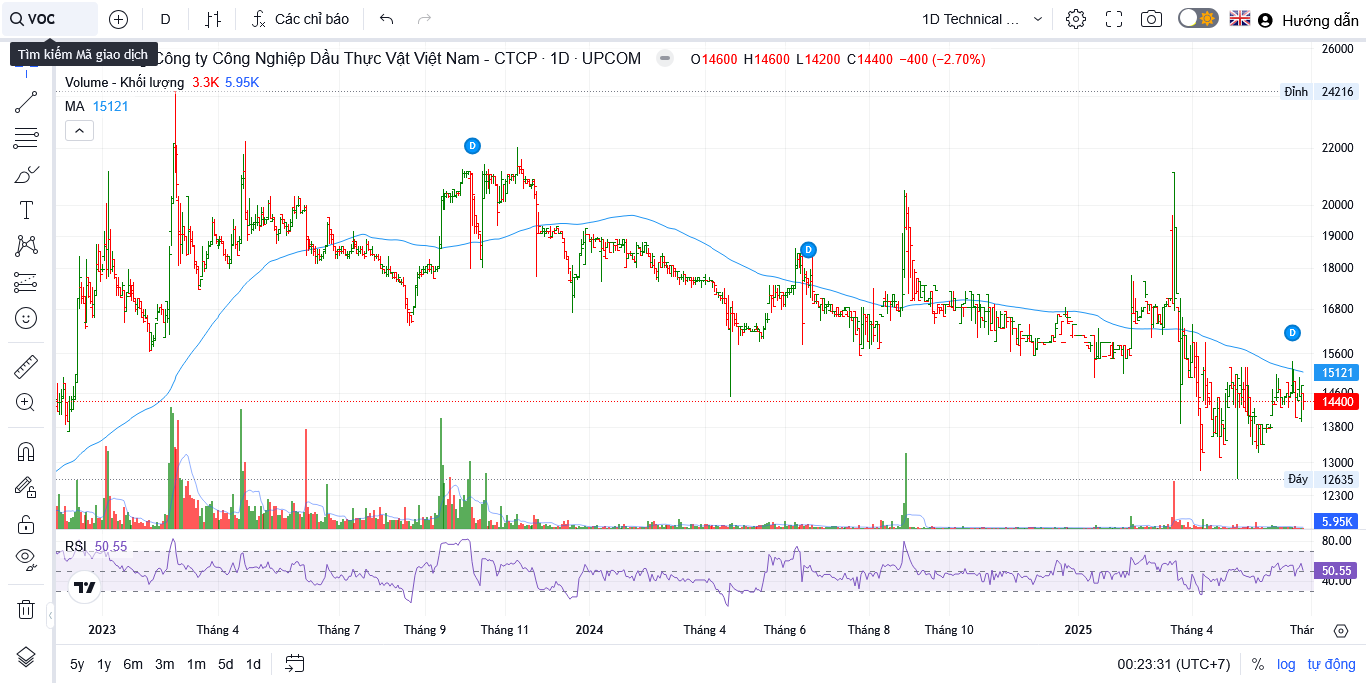 VOC
D
Các chỉ báo
1D Technical ...
Hướng dẫn
Tìm kiếm Mã giao dịch
Công ty Công Nghiệp Dầu Thực Vật Việt Nam - CTCP · 1D · UPCOM
O14600 H14600 L14200 C14400 −400 (−2.70%)
Volume - Khối lượng 3.3K 5.95K
MA 15121
26000
Đỉnh 24216
22000
20000
19000
18000
16800
15600
15121
14600
14400
13800
13000
Đáy 12635
12300
5.95K
D
D
D
RSI 50.55
80.00
50.55
40.00
2023
Tháng 4
Tháng 7
Tháng 9
Tháng 11
2024
Tháng 4
Tháng 6
Tháng 8
Tháng 10
2025
Tháng 4
Thár
5y 1y 6m 3m 1m 5d 1d
00:23:31 (UTC+7) % log tự động